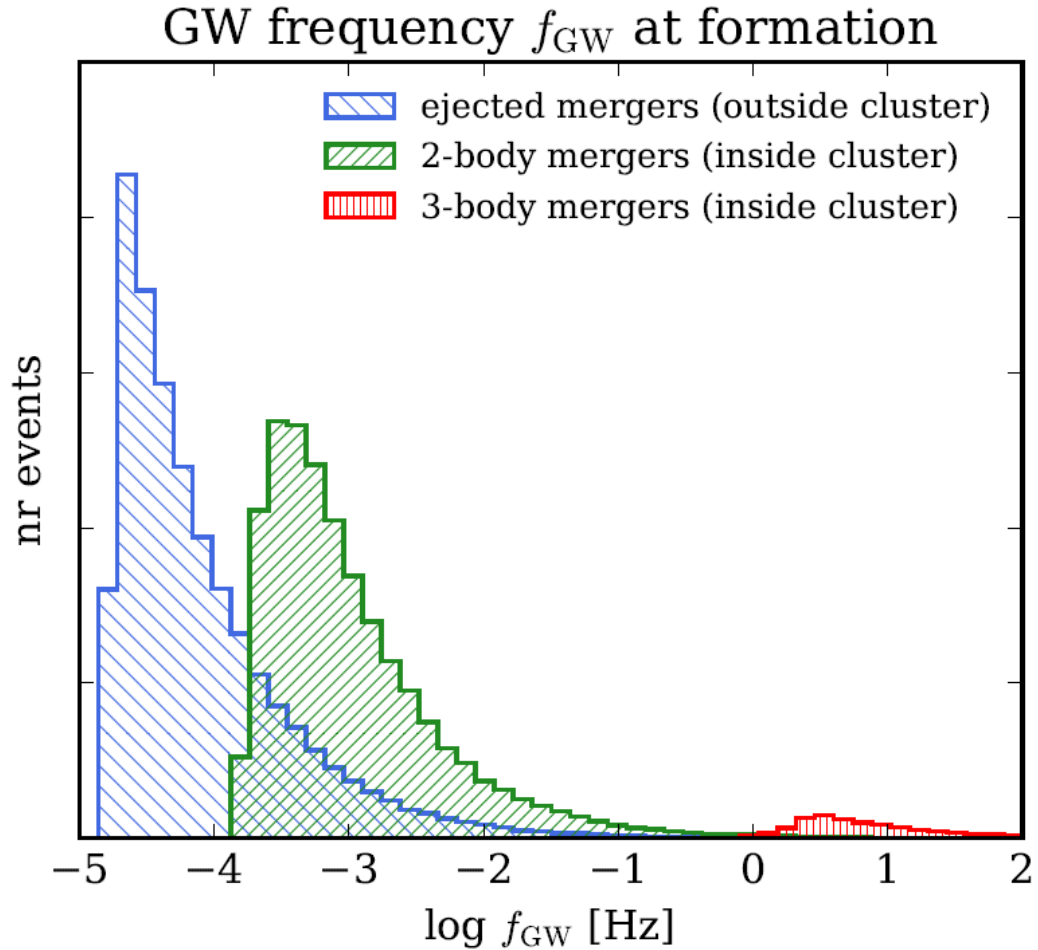 GW frequency f_GW at formation
ejected mergers (outside cluster)
2-body mergers (inside cluster)
3-body mergers (inside cluster)
nr events
−5 −4 −3 −2 −1 0 1 2
log f_GW [Hz]